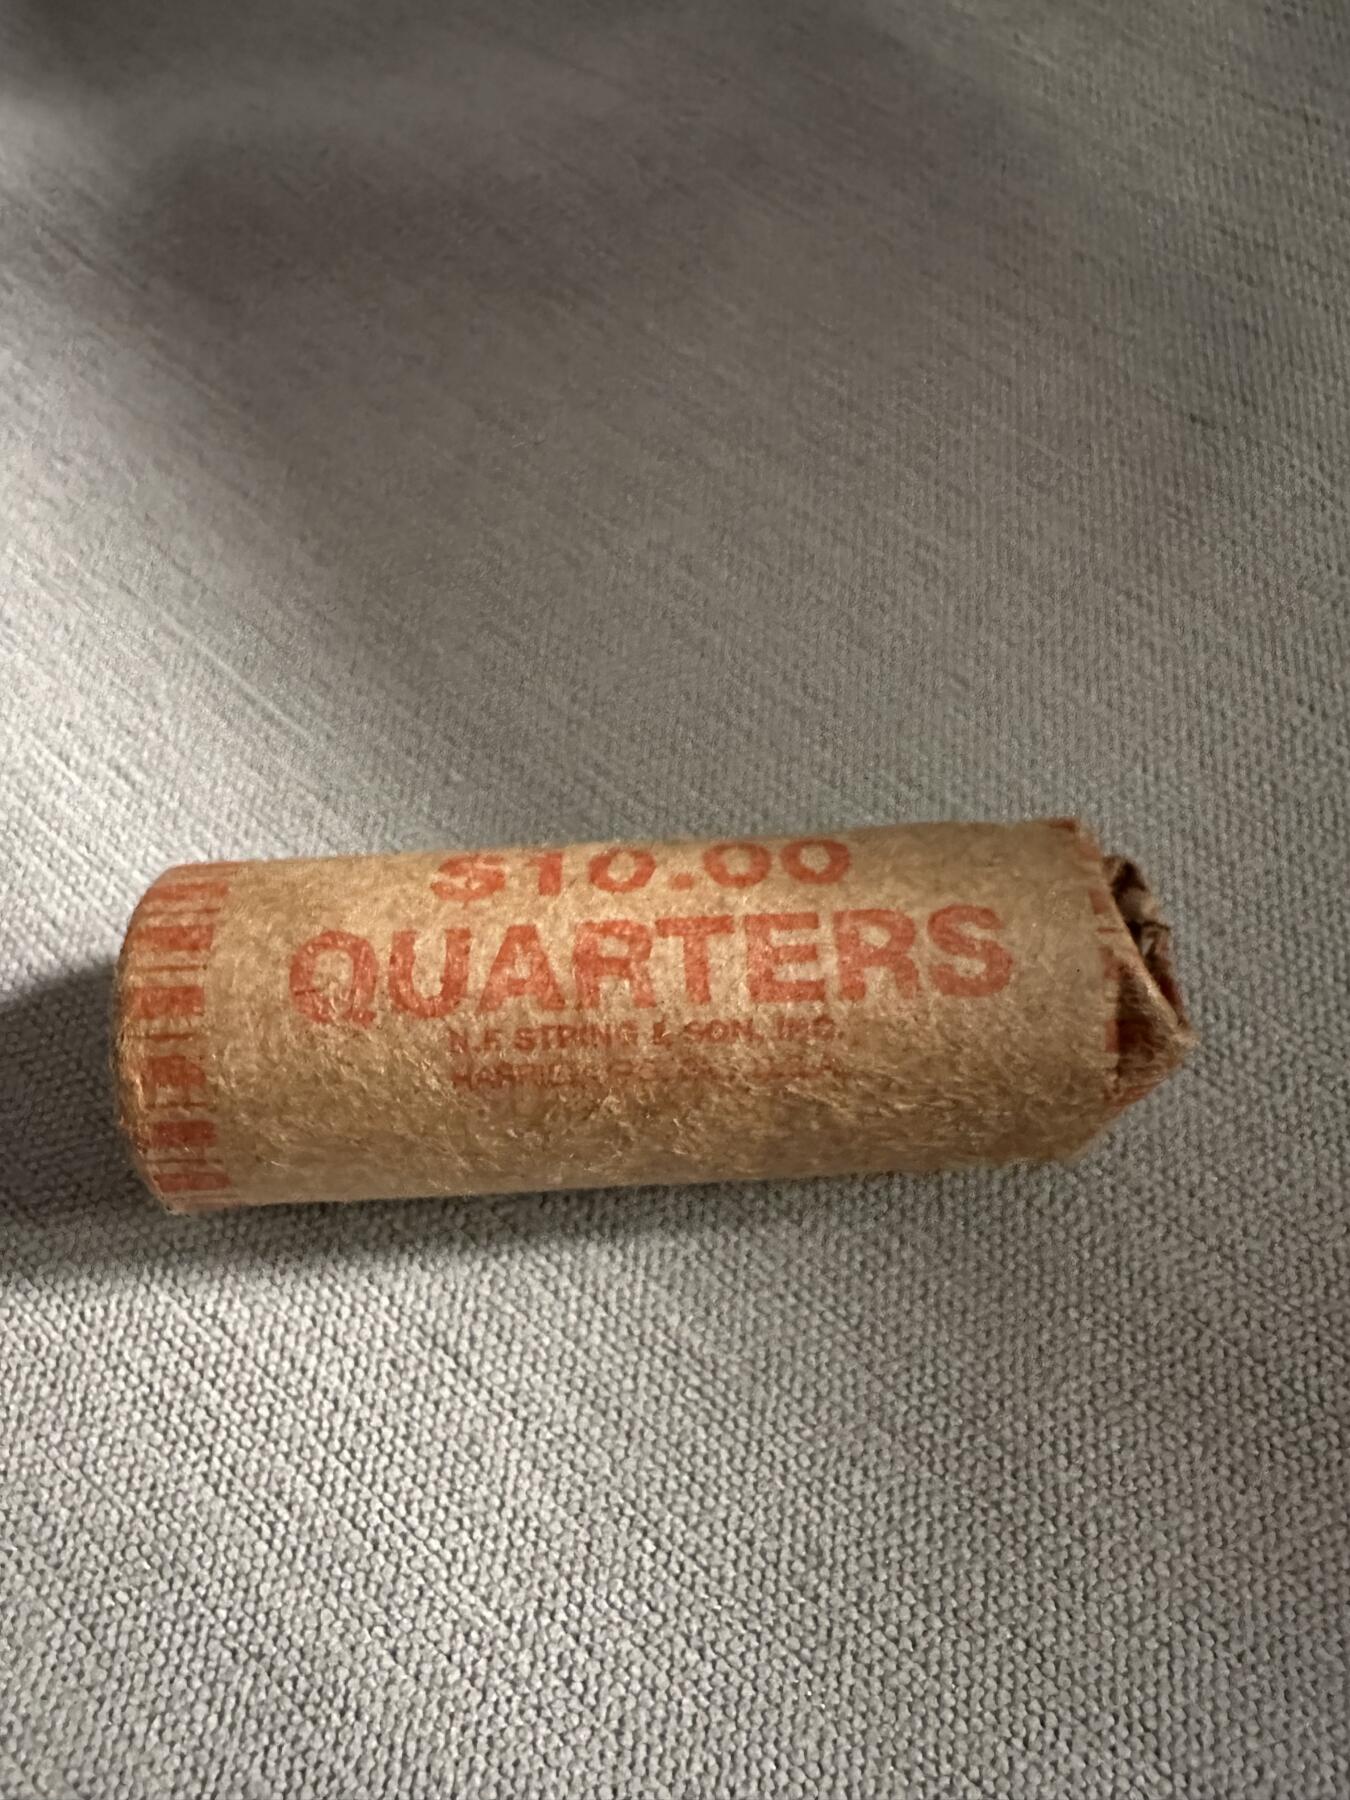 $10.00
QUARTERS
N.F. STRING & SON, INC.